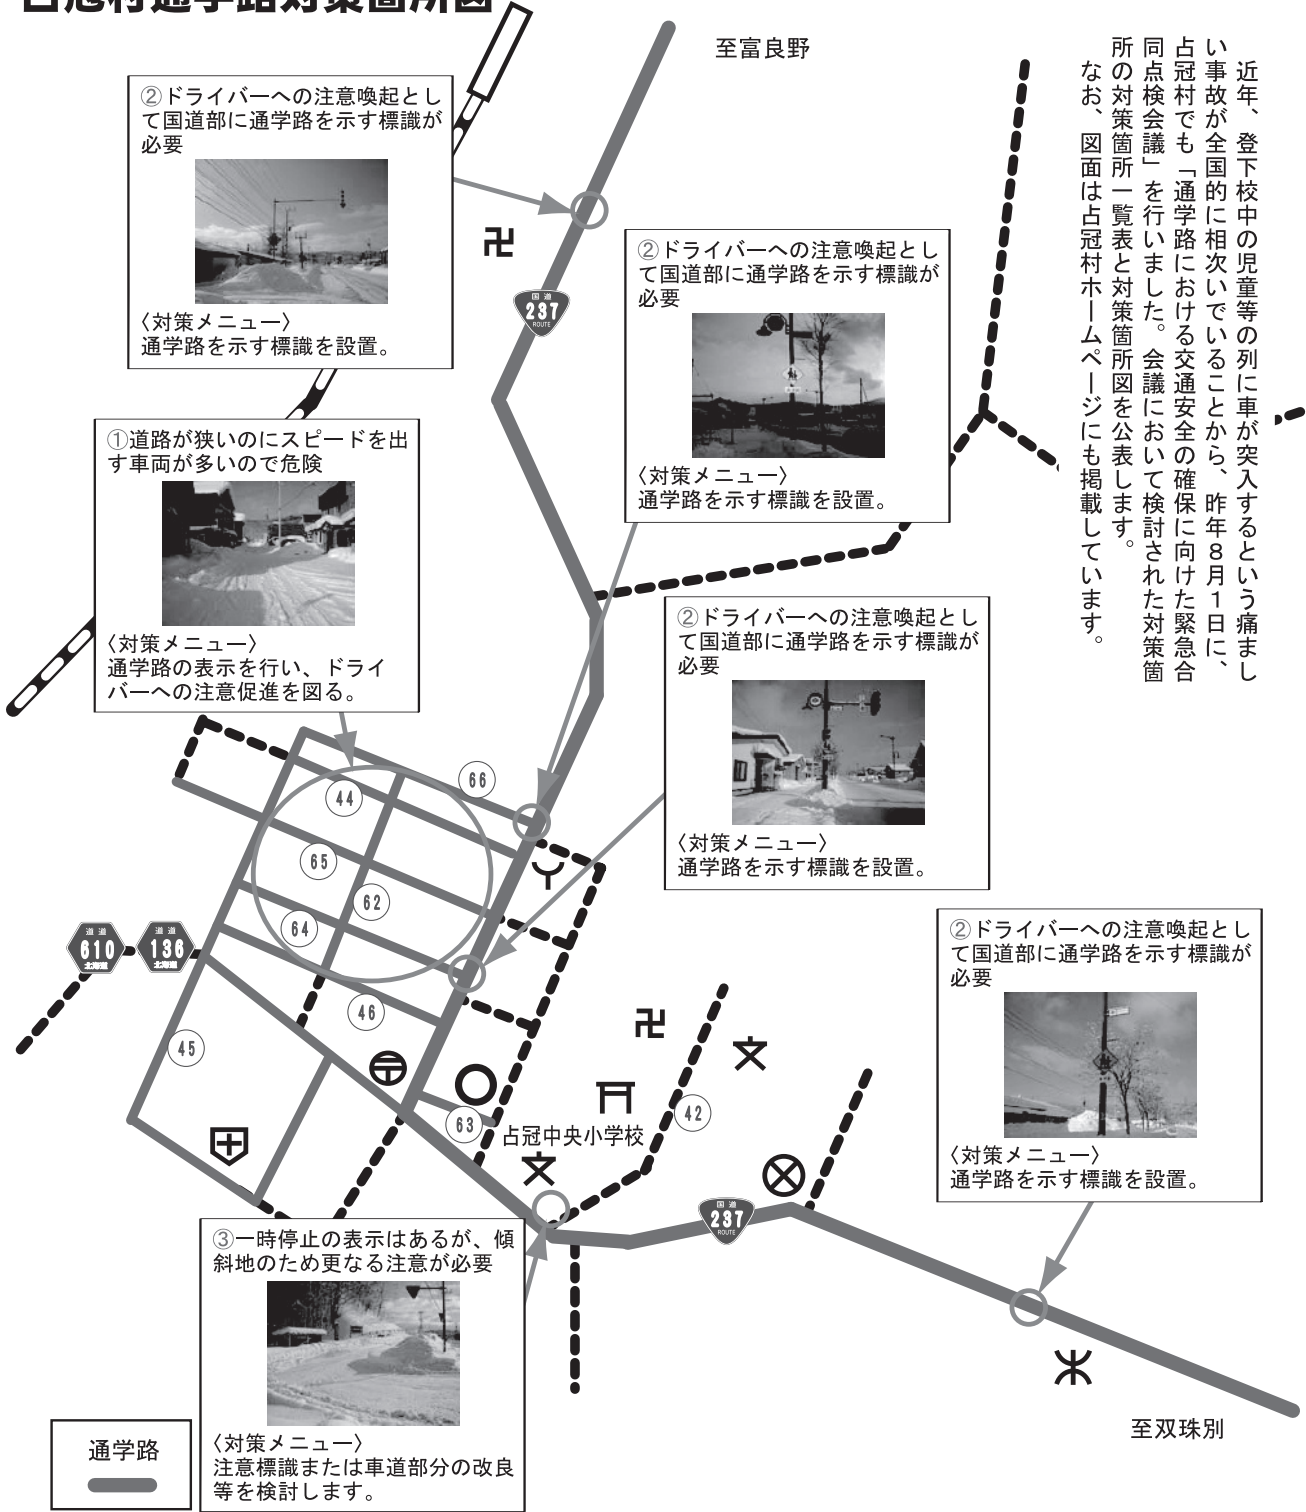 占冠村通学路対策箇所図
近年、登下校中の児童等の列に車が突入するという痛まし
い事故が全国的に相次いでいることから、昨年８月１日に、
占冠村でも「通学路における交通安全の確保に向けた緊急合
同点検会議」を行いました。会議において検討された対策箇
所の対策箇所一覧表と対策箇所図を公表します。
なお、図面は占冠村ホームページにも掲載しています。
至富良野
②ドライバーへの注意喚起とし
て国道部に通学路を示す標識が
必要
〈対策メニュー〉
通学路を示す標識を設置。
国道
237
ROUTE
②ドライバーへの注意喚起とし
て国道部に通学路を示す標識が
必要
〈対策メニュー〉
通学路を示す標識を設置。
①道路が狭いのにスピードを出
す車両が多いので危険
〈対策メニュー〉
通学路の表示を行い、ドライ
バーへの注意促進を図る。
②ドライバーへの注意喚起とし
て国道部に通学路を示す標識が
必要
〈対策メニュー〉
通学路を示す標識を設置。
66
44
65
62
64
46
45
63
42
道道
610
北海道
道道
136
北海道
占冠中央小学校
②ドライバーへの注意喚起とし
て国道部に通学路を示す標識が
必要
〈対策メニュー〉
通学路を示す標識を設置。
国道
237
ROUTE
③一時停止の表示はあるが、傾
斜地のため更なる注意が必要
〈対策メニュー〉
注意標識または車道部分の改良
等を検討します。
至双珠別
通学路